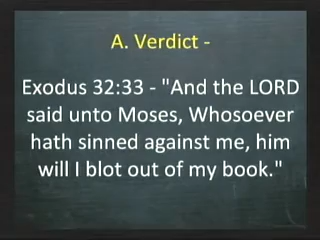 A. Verdict -
Exodus 32:33 - "And the LORD
said unto Moses, Whosoever
hath sinned against me, him
will I blot out of my book."